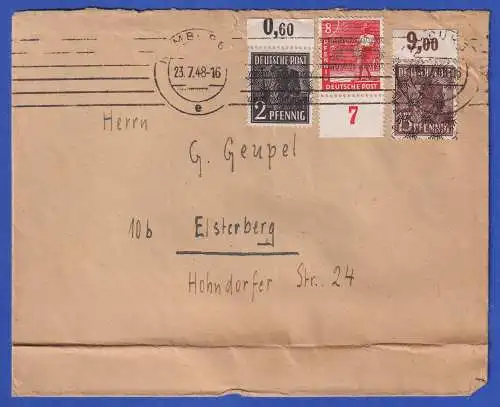 0,60
8
9,00
23.7.48-16
e
DEUTSCHE POST
2 PFENNIG
DEUTSCHE POST
7
15 PFENNIG
Herrn
G. Geupel
10b Elsterberg
Hohndorfer Str. 24